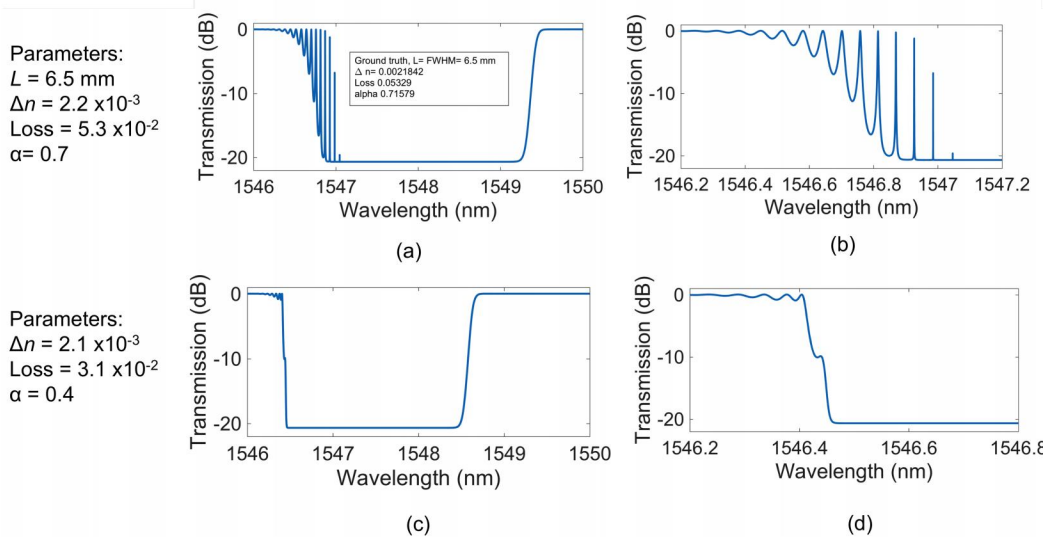 Parameters:
L = 6.5 mm
Δn = 2.2 x10⁻³
Loss = 5.3 x10⁻²
α= 0.7
Transmission (dB)
0
-10
-20
Ground truth, L= FWHM= 6.5 mm
Δ n= 0.0021842
Loss 0.05329
alpha 0.71579
1546 1547 1548 1549 1550
Wavelength (nm)
(a)
Transmission (dB)
0
-10
-20
1546.2 1546.4 1546.6 1546.8 1547 1547.2
Wavelength (nm)
(b)
Parameters:
Δn = 2.1 x10⁻³
Loss = 3.1 x10⁻²
α = 0.4
Transmission (dB)
0
-10
-20
1546 1547 1548 1549 1550
Wavelength (nm)
(c)
Transmission (dB)
0
-10
-20
1546.2 1546.4 1546.6 1546.8
Wavelength (nm)
(d)